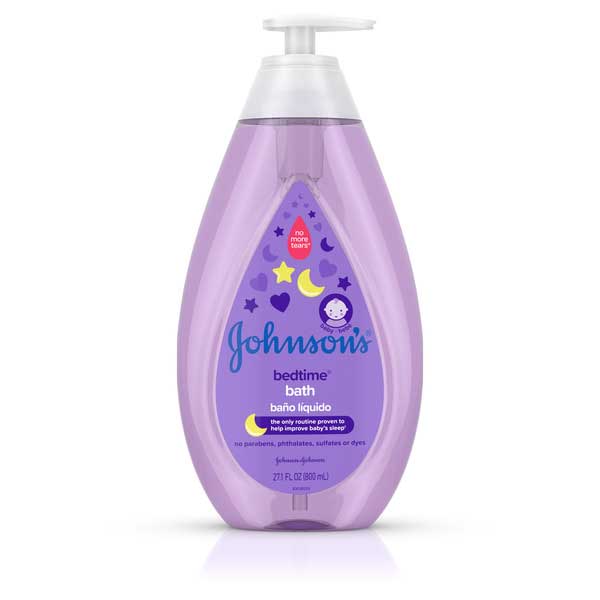 no
more
tears®
baby • bebé
Johnson's®
bedtime®
bath
baño líquido
the only routine proven to
help improve baby's sleep
no parabens, phthalates, sulfates or dyes
Johnson & Johnson
27.1 FL OZ (800 mL)